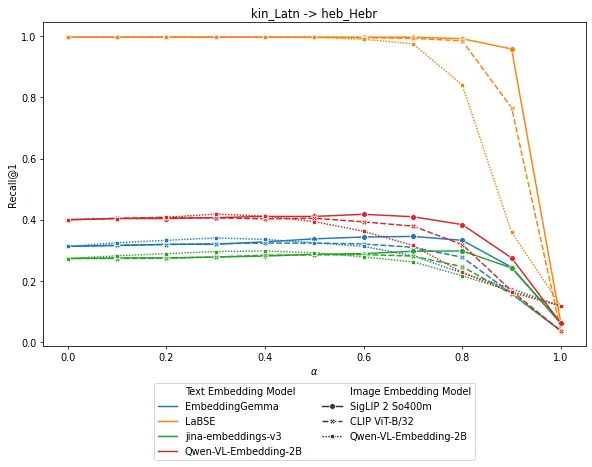 kin_Latn -> heb_Hebr
1.0
0.8
0.6
0.4
0.2
0.0
Recall@1
0.0 0.2 0.4 0.6 0.8 1.0
α
Text Embedding Model Image Embedding Model
EmbeddingGemma SigLIP 2 So400m
LaBSE CLIP ViT-B/32
jina-embeddings-v3 Qwen-VL-Embedding-2B
Qwen-VL-Embedding-2B